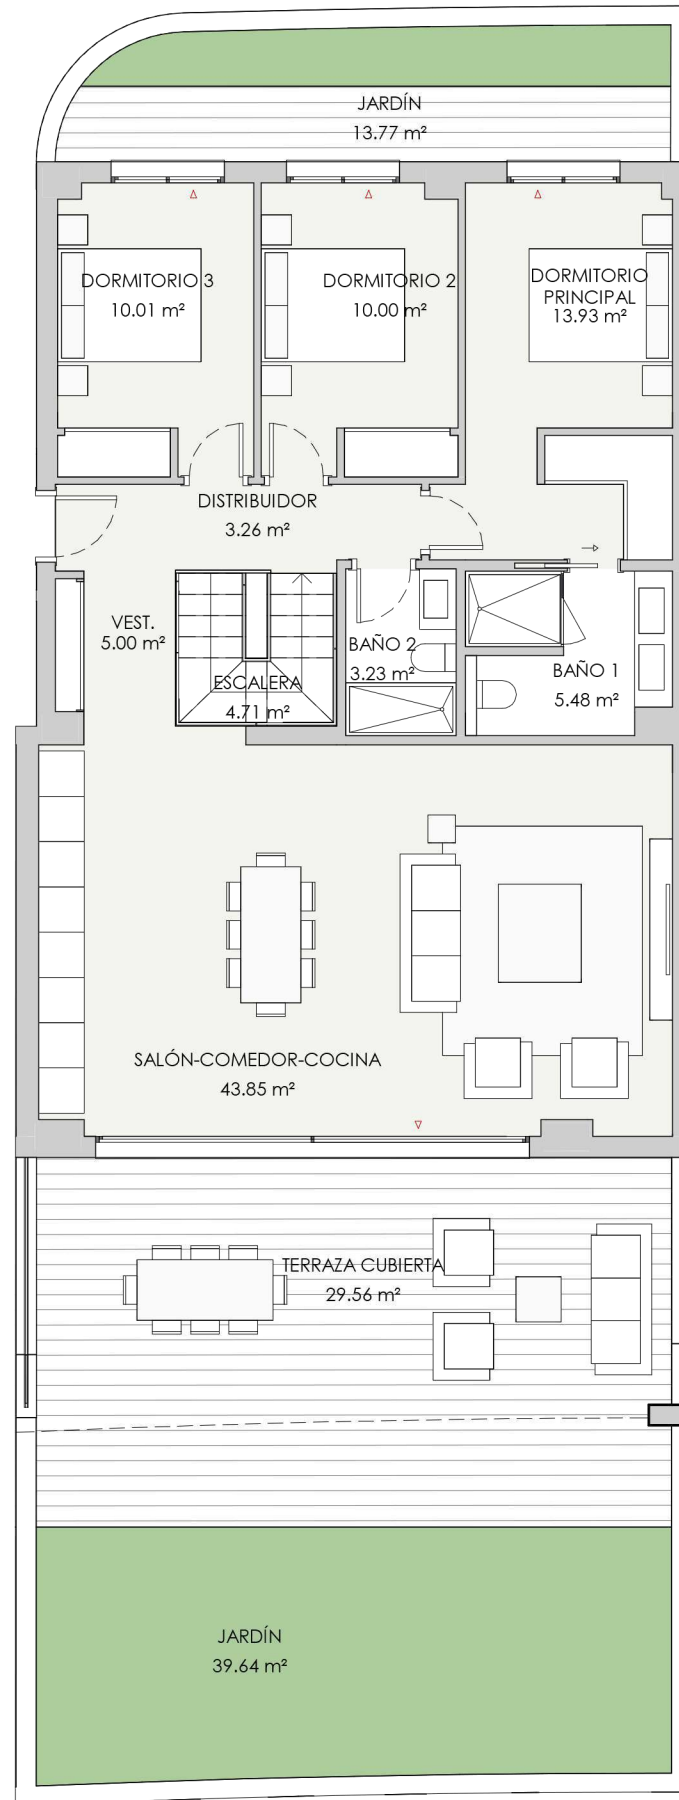 JARDÍN
13.77 m²
DORMITORIO 3
10.01 m²
DORMITORIO 2
10.00 m²
DORMITORIO
PRINCIPAL
13.93 m²
DISTRIBUIDOR
3.26 m²
VEST.
5.00 m²
ESCALERA
4.71 m²
BAÑO 2
3.23 m²
BAÑO 1
5.48 m²
SALÓN-COMEDOR-COCINA
43.85 m²
TERRAZA CUBIERTA
29.56 m²
JARDÍN
39.64 m²